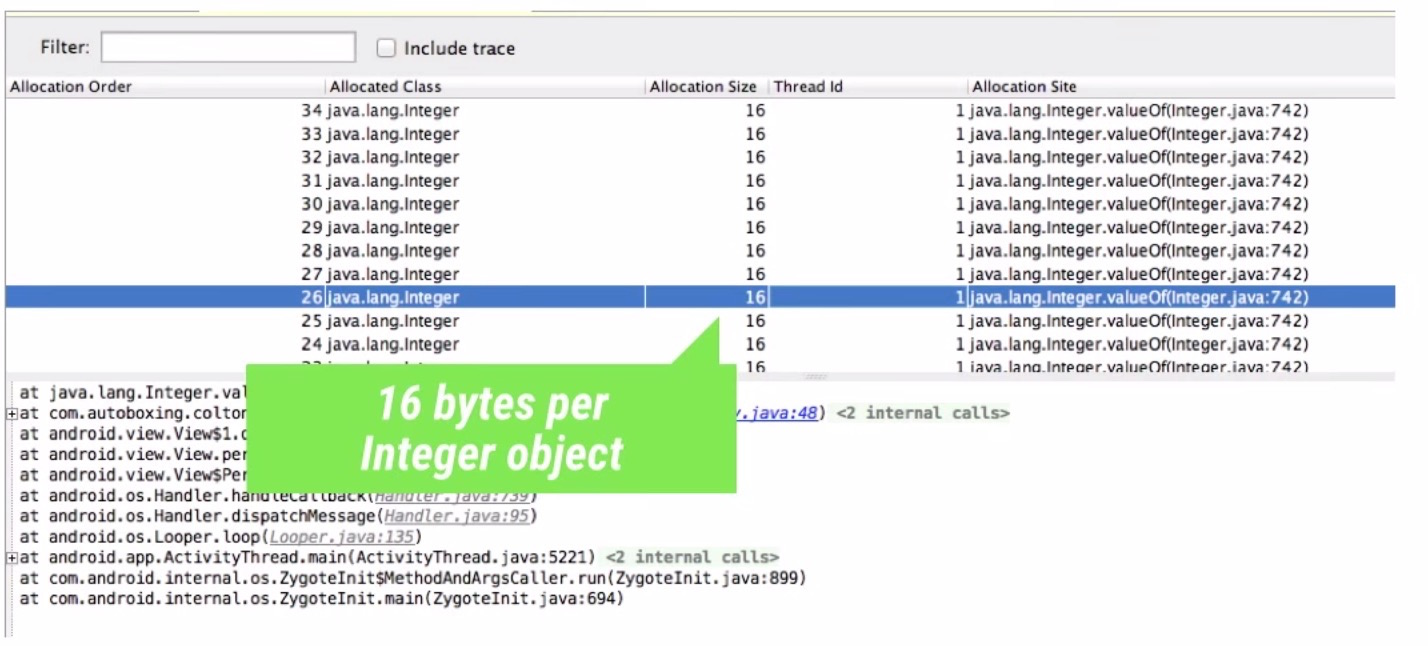 Filter: Include trace
Allocation Order Allocated Class Allocation Size Thread Id Allocation Site
34 java.lang.Integer 16 1 java.lang.Integer.valueOf(Integer.java:742)
33 java.lang.Integer 16 1 java.lang.Integer.valueOf(Integer.java:742)
32 java.lang.Integer 16 1 java.lang.Integer.valueOf(Integer.java:742)
31 java.lang.Integer 16 1 java.lang.Integer.valueOf(Integer.java:742)
30 java.lang.Integer 16 1 java.lang.Integer.valueOf(Integer.java:742)
29 java.lang.Integer 16 1 java.lang.Integer.valueOf(Integer.java:742)
28 java.lang.Integer 16 1 java.lang.Integer.valueOf(Integer.java:742)
27 java.lang.Integer 16 1 java.lang.Integer.valueOf(Integer.java:742)
26 java.lang.Integer 16 1 java.lang.Integer.valueOf(Integer.java:742)
25 java.lang.Integer 16 1 java.lang.Integer.valueOf(Integer.java:742)
24 java.lang.Integer 16 1 java.lang.Integer.valueOf(Integer.java:742)
16 1 java.lang.Integer.valueOf(Integer.java:742)
16 bytes per
Integer object
at java.lang.Integer.val
at com.autoboxing.colton .java:48) <2 internal calls>
at android.view.View$1.
at android.view.View.per
at android.view.View$Per
at android.os.Handler.handleCallback(Handler.java:739)
at android.os.Handler.dispatchMessage(Handler.java:95)
at android.os.Looper.loop(Looper.java:135)
at android.app.ActivityThread.main(ActivityThread.java:5221) <2 internal calls>
at com.android.internal.os.ZygoteInit$MethodAndArgsCaller.run(ZygoteInit.java:899)
at com.android.internal.os.ZygoteInit.main(ZygoteInit.java:694)